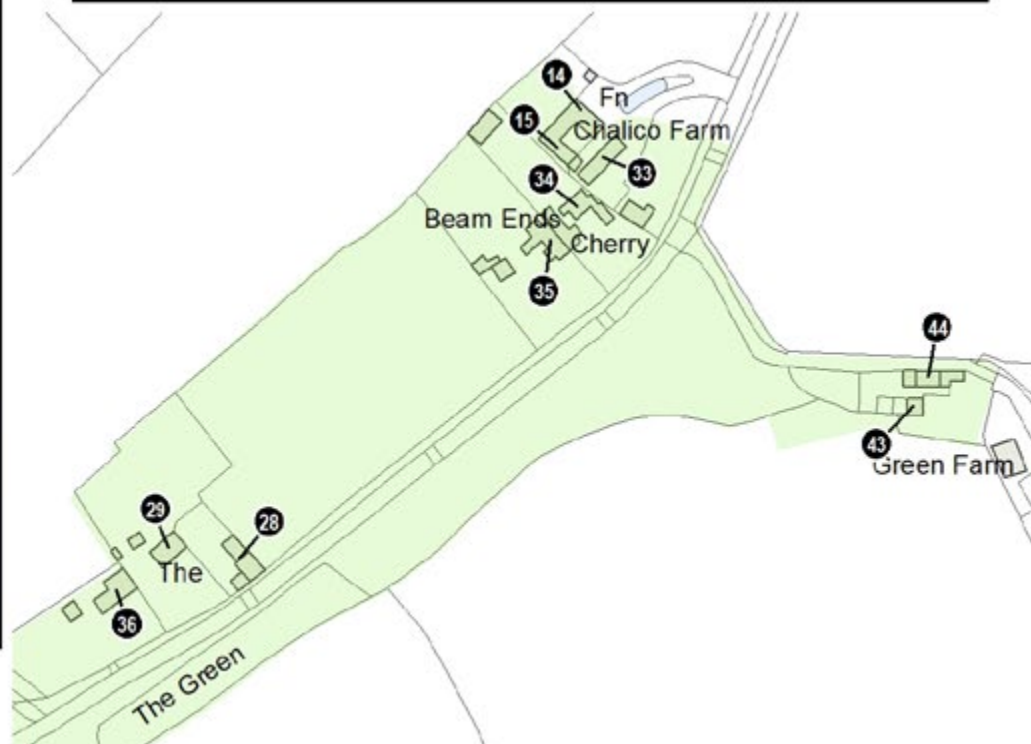 14
Fn
15
Chalico Farm
33
34
Beam Ends
Cherry
35
44
43
Green Farm
29
28
The
36
The Green